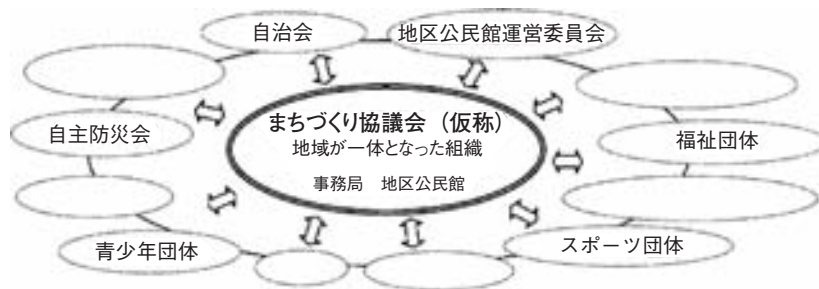 自治会
地区公民館運営委員会
自主防災会
まちづくり協議会（仮称）
地域が一体となった組織
事務局　地区公民館
福祉団体
青少年団体
スポーツ団体